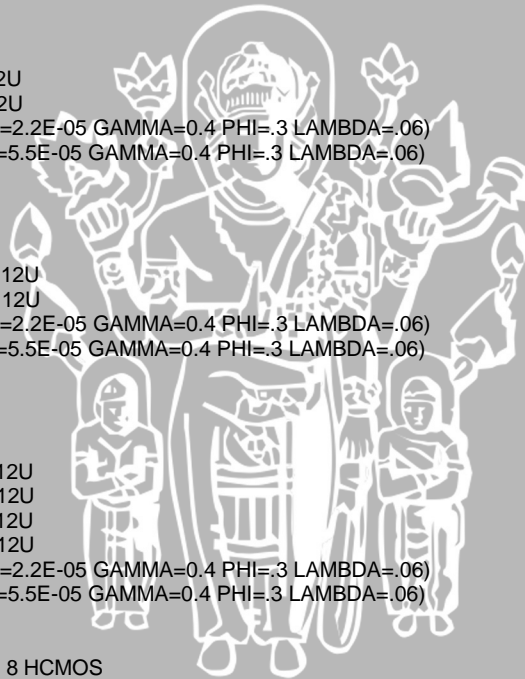 2U
2U
=2.2E-05 GAMMA=0.4 PHI=.3 LAMBDA=.06)
=5.5E-05 GAMMA=0.4 PHI=.3 LAMBDA=.06)
12U
12U
=2.2E-05 GAMMA=0.4 PHI=.3 LAMBDA=.06)
=5.5E-05 GAMMA=0.4 PHI=.3 LAMBDA=.06)
12U
12U
12U
12U
=2.2E-05 GAMMA=0.4 PHI=.3 LAMBDA=.06)
=5.5E-05 GAMMA=0.4 PHI=.3 LAMBDA=.06)
8 HCMOS